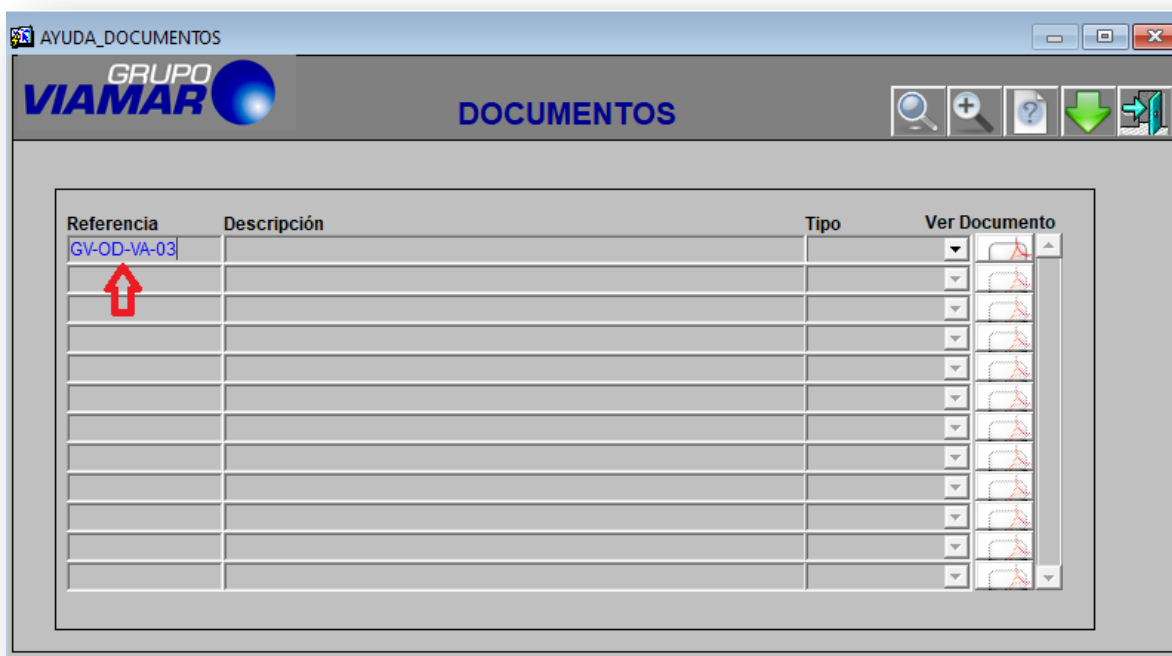 AYUDA_DOCUMENTOS
GRUPO
VIAMAR
DOCUMENTOS
Referencia Descripción Tipo Ver Documento
GV-OD-VA-03